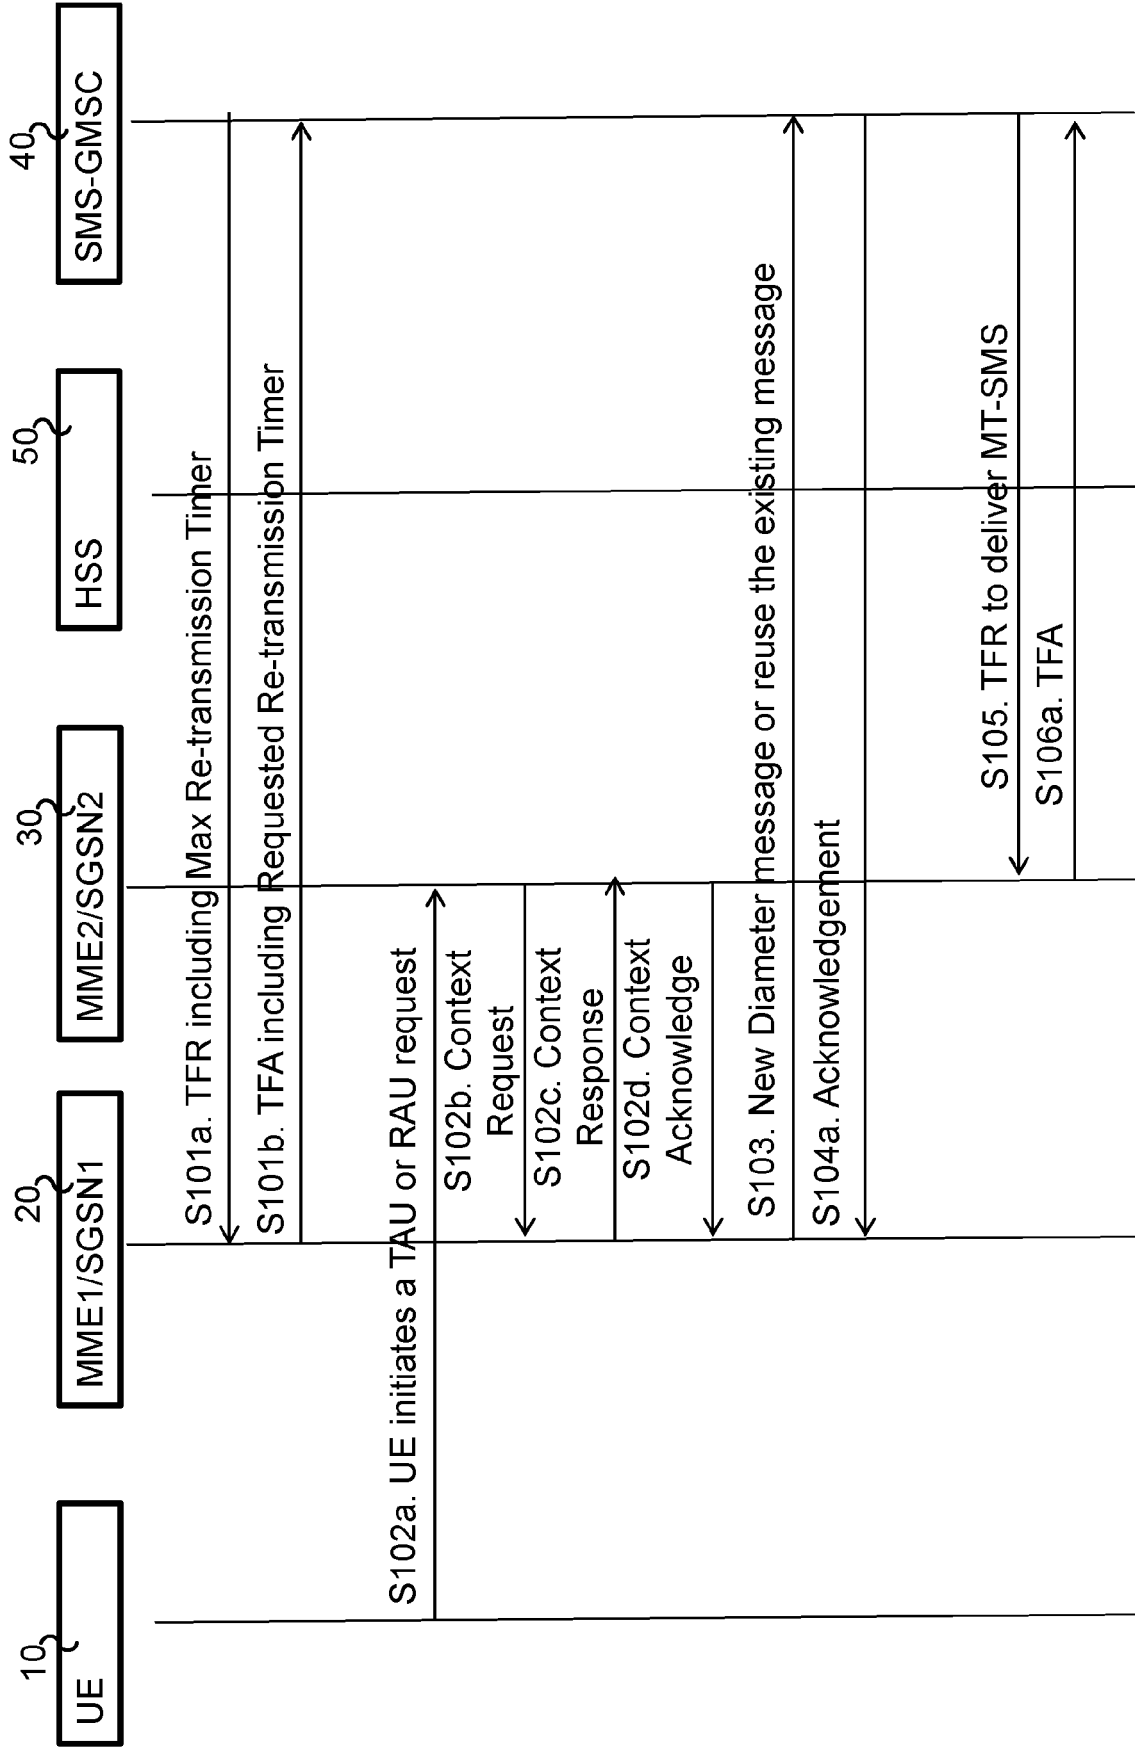 10
20
30
50
40
UE
MME1/SGSN1
MME2/SGSN2
HSS
SMS-GMSC
S101a. TFR including Max Re-transmission Timer
S101b. TFA including Requested Re-transmission Timer
S102a. UE initiates a TAU or RAU request
S102b. Context
Request
S102c. Context
Response
S102d. Context
Acknowledge
S103. New Diameter message or reuse the existing message
S104a. Acknowledgement
S105. TFR to deliver MT-SMS
S106a. TFA